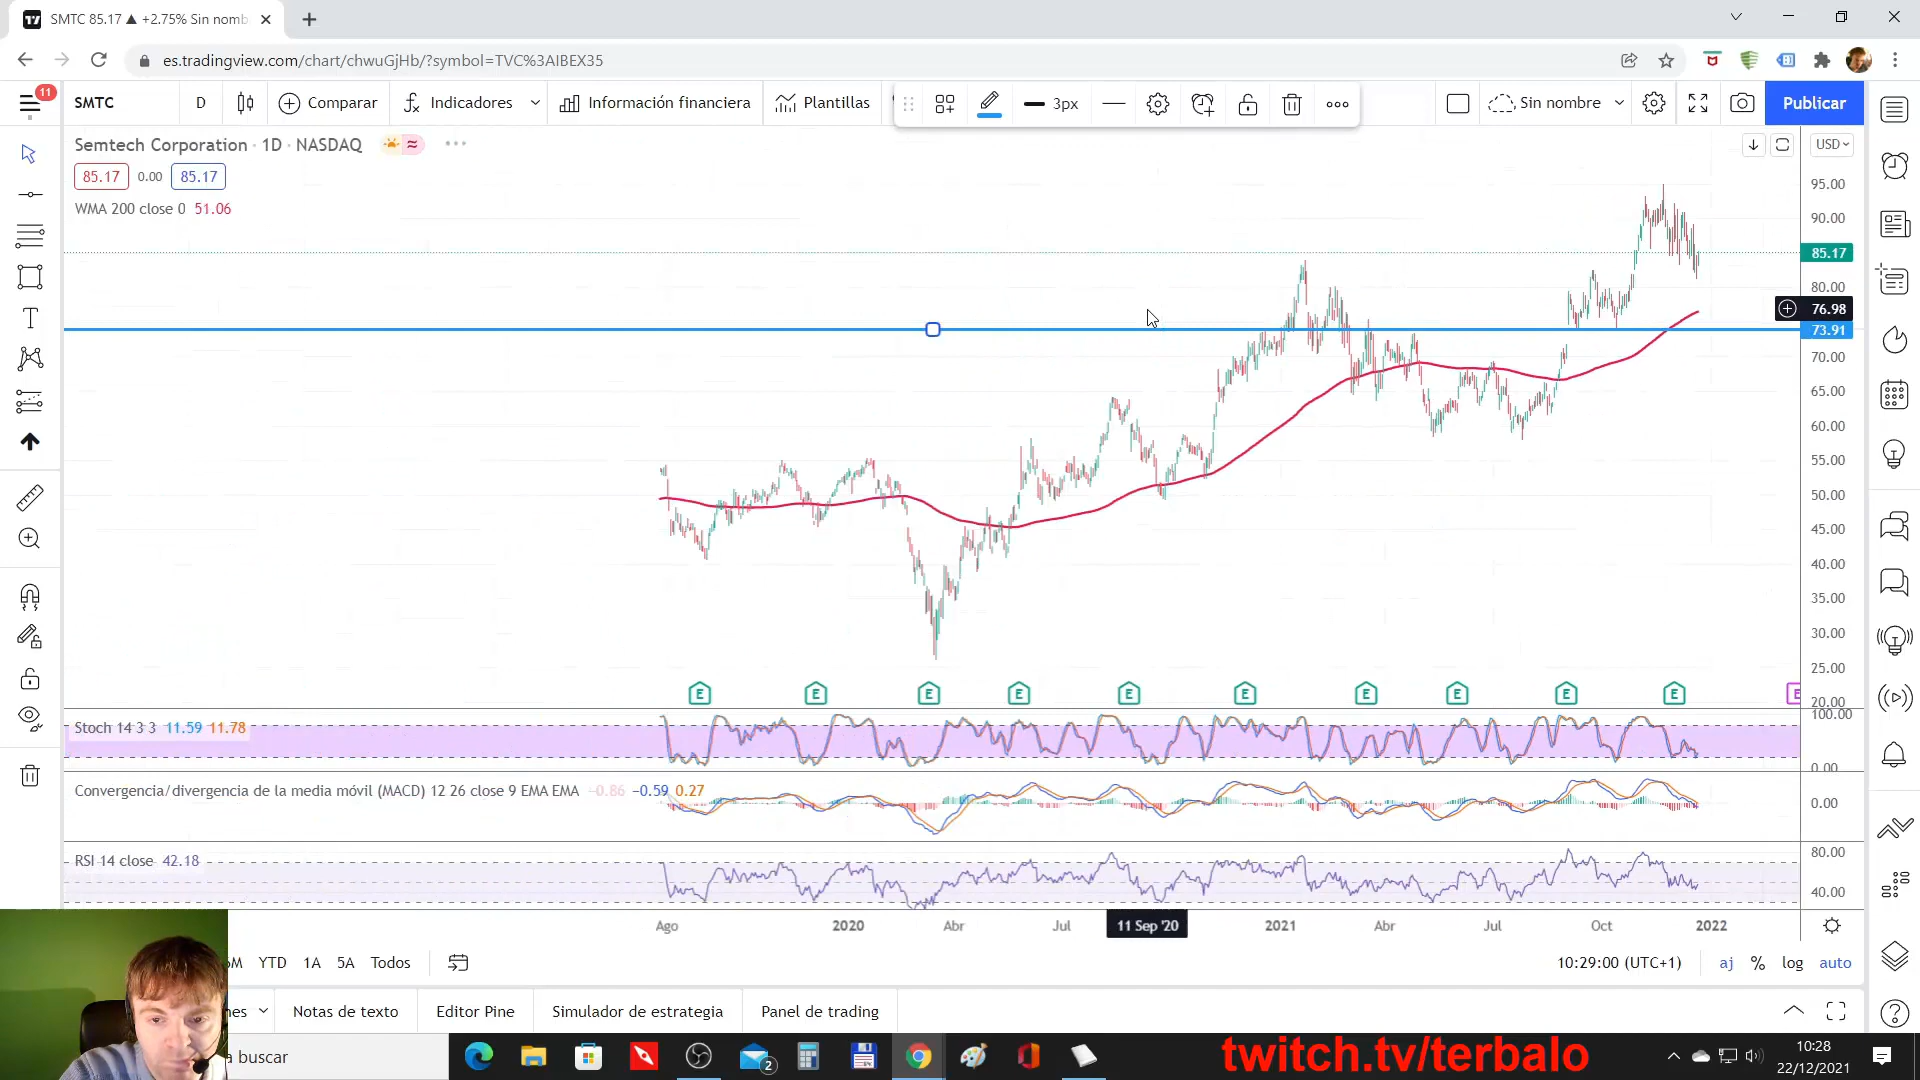 SMTC 85.17 ▲ +2.75% Sin nomb
es.tradingview.com/chart/chwuGjHb/?symbol=TVC%3AIBEX35
11
SMTC
D
Comparar
Indicadores
Información financiera
Plantillas
3px
Sin nombre
Publicar
Semtech Corporation · 1D · NASDAQ
USD
85.17 0.00 85.17
WMA 200 close 0 51.06
95.00
90.00
85.17
80.00
76.98
73.91
70.00
65.00
60.00
55.00
50.00
45.00
40.00
35.00
30.00
25.00
20.00
E E E E E E E E E E E
Stoch 14 3 3 11.59 11.78
100.00
0.00
Convergencia/divergencia de la media móvil (MACD) 12 26 close 9 EMA EMA −0.86 −0.59 0.27
0.00
RSI 14 close 42.18
80.00
40.00
Ago 2020 Abr Jul 11 Sep '20 2021 Abr Jul Oct 2022
6M YTD 1A 5A Todos
10:29:00 (UTC+1) aj % log auto
nes Notas de texto Editor Pine Simulador de estrategia Panel de trading
a buscar
2
twitch.tv/terbalo
10:28
22/12/2021